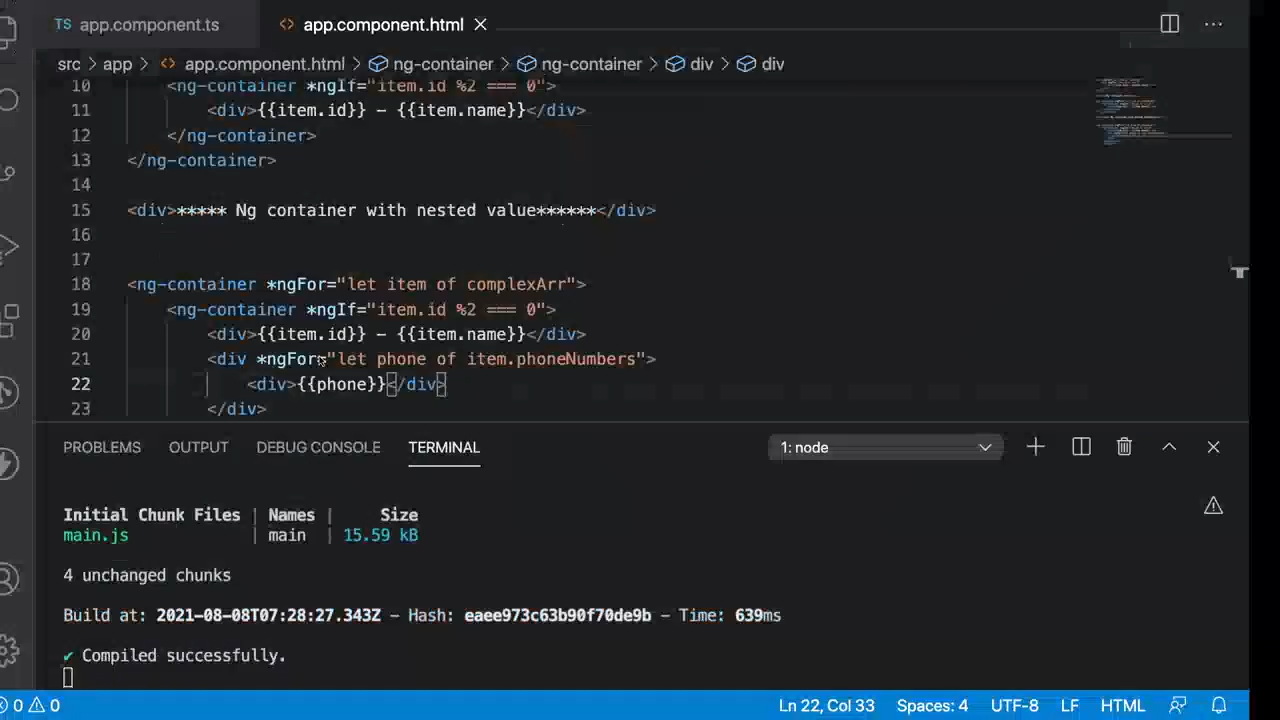 TS app.component.ts <> app.component.html
src > app > <> app.component.html > ng-container > ng-container > div > div
10 <ng-container *ngIf="item.id %2 === 0">
11 <div>{{item.id}} - {{item.name}}</div>
12 </ng-container>
13 </ng-container>
14
15 <div>***** Ng container with nested value******</div>
16
17
18 <ng-container *ngFor="let item of complexArr">
19 <ng-container *ngIf="item.id %2 === 0">
20 <div>{{item.id}} - {{item.name}}</div>
21 <div *ngFor="let phone of item.phoneNumbers">
22 <div>{{phone}}</div>
23 </div>
PROBLEMS OUTPUT DEBUG CONSOLE TERMINAL 1: node
Initial Chunk Files | Names | Size
main.js | main | 15.59 kB
4 unchanged chunks
Build at: 2021-08-08T07:28:27.343Z - Hash: eaee973c63b90f70de9b - Time: 639ms
✔ Compiled successfully.
0 0 Ln 22, Col 33 Spaces: 4 UTF-8 LF HTML